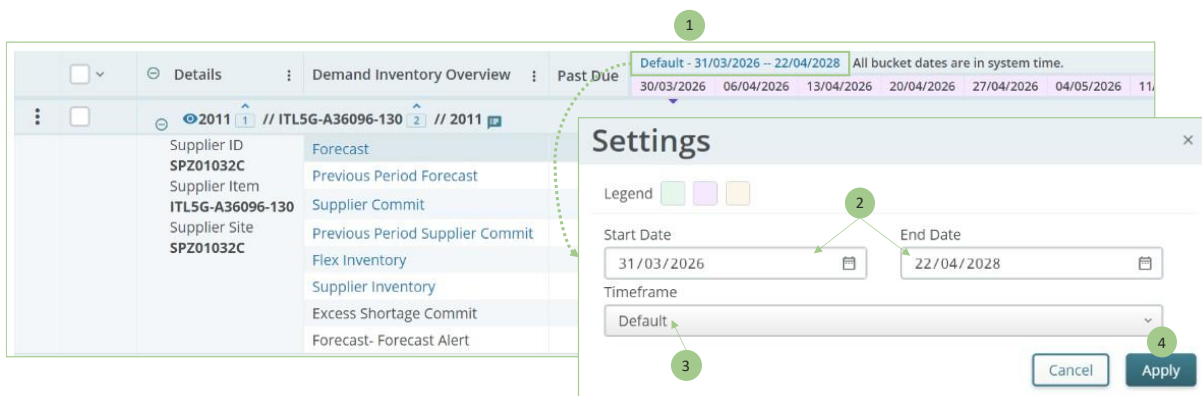 1
Details
Demand Inventory Overview
Past Due
Default - 31/03/2026 -- 22/04/2028 All bucket dates are in system time.
30/03/2026 06/04/2026 13/04/2026 20/04/2026 27/04/2026 04/05/2026 11/
2011 1 // ITL5G-A36096-130 2 // 2011
Supplier ID
SPZ01032C
Supplier Item
ITL5G-A36096-130
Supplier Site
SPZ01032C
Forecast
Previous Period Forecast
Supplier Commit
Previous Period Supplier Commit
Flex Inventory
Supplier Inventory
Excess Shortage Commit
Forecast- Forecast Alert
Settings
Legend
2
Start Date End Date
31/03/2026 22/04/2028
Timeframe
Default
3
4
Cancel Apply